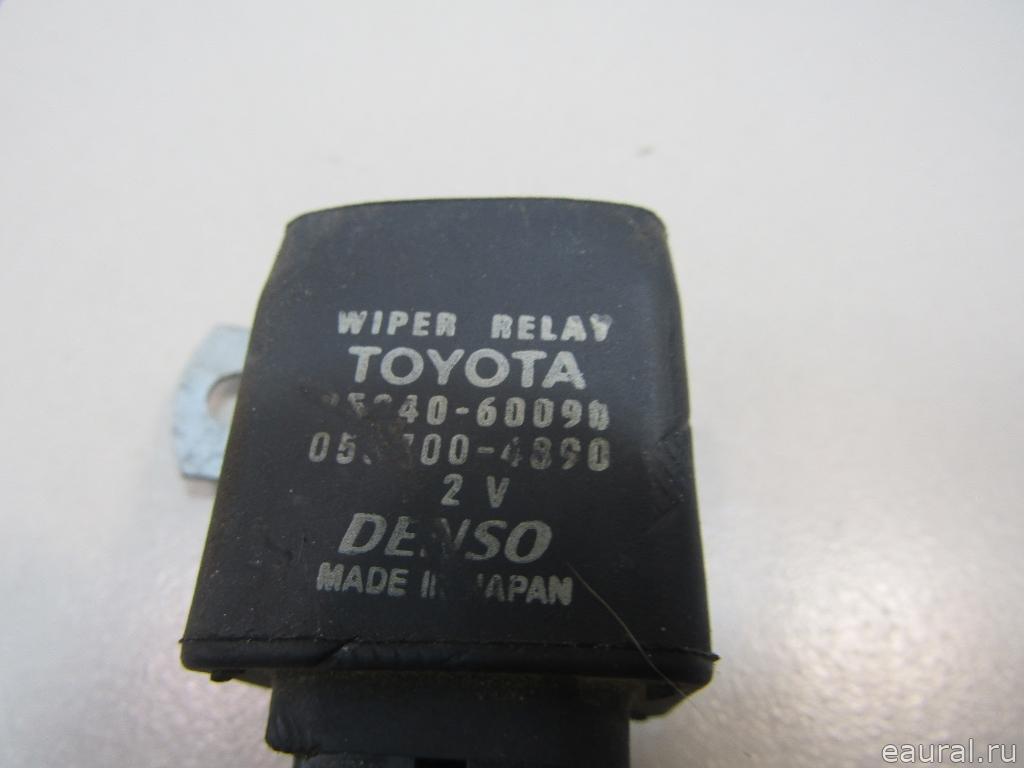 WIPER RELAY
TOYOTA
2 V
DENSO
MADE IN JAPAN
eaural.ru